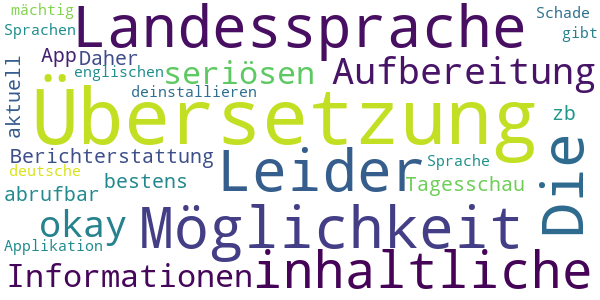 mächtig Landessprache Schade
Sprachen gibt
App Daher
englischen seriösen Aufbereitung
aktuell deinstallieren
Übersetzung zb
Berichterstattung
deutsche Leider Sprache Die
abrufbar bestens Tagesschau
okay Möglichkeit
Applikation
Informationen inhaltliche